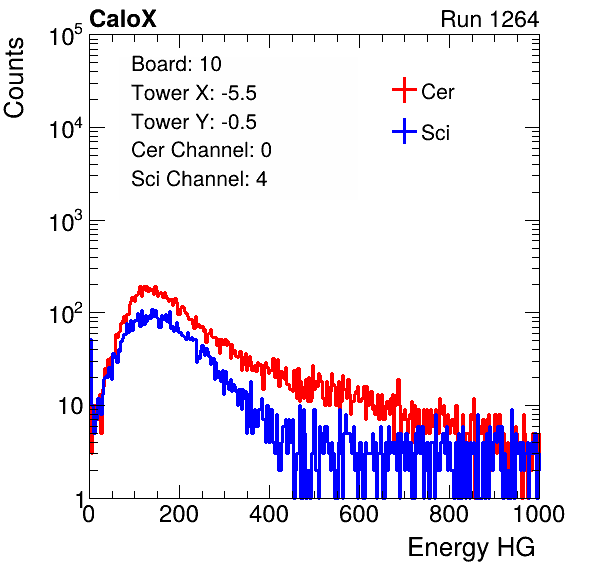 CaloX Run 1264
Counts
10^5
10^4
10^3
10^2
10
1
Board: 10
Tower X: -5.5
Tower Y: -0.5
Cer Channel: 0
Sci Channel: 4
Cer
Sci
0 200 400 600 800 1000
Energy HG